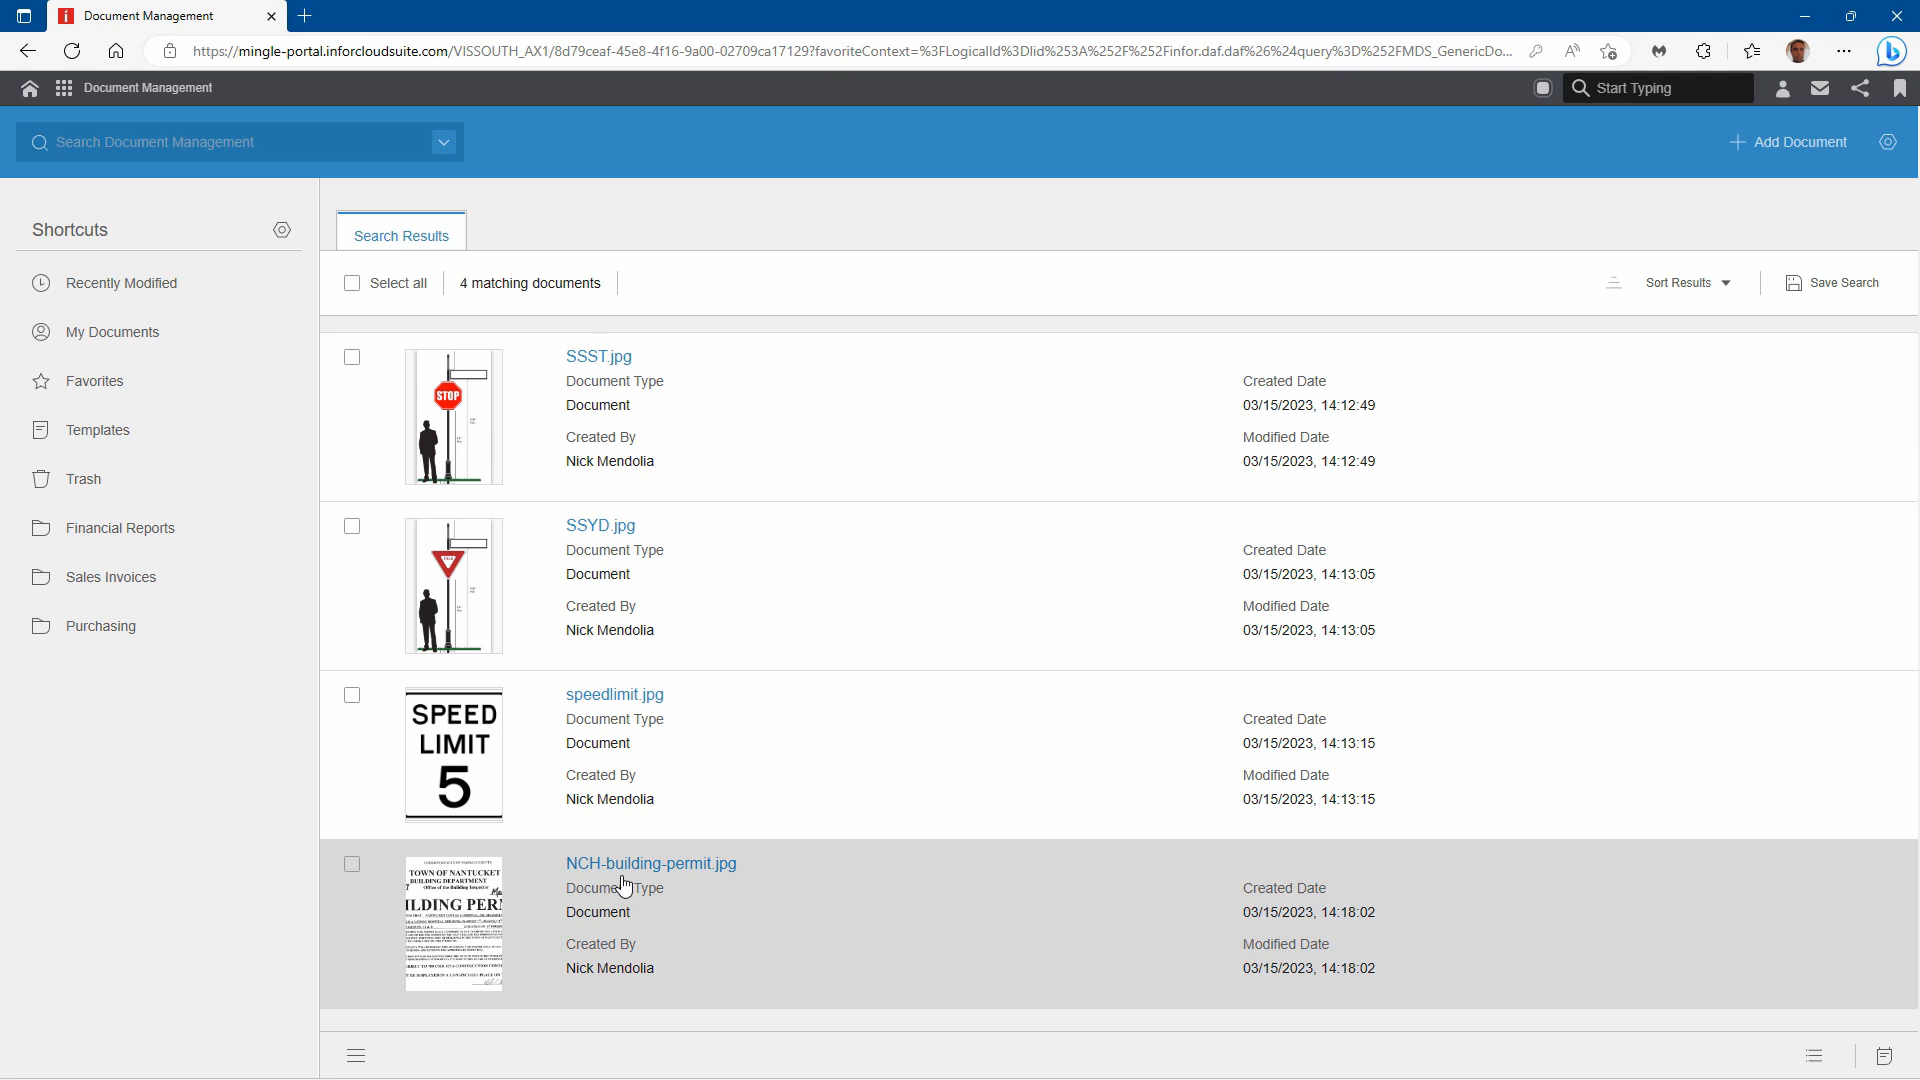 Document Management
https://mingle-portal.inforcloudsuite.com/VISSOUTH_AX1/8d79ceaf-45e8-4f16-9a00-02709ca17129?favoriteContext=%3FLogicalId%3Dlid%253A%252F%252Finfor.daf.daf%26%24query%3D%252FMDS_GenericDo...
Document Management
Start Typing
Search Document Management
Add Document
Shortcuts
Recently Modified
My Documents
Favorites
Templates
Trash
Financial Reports
Sales Invoices
Purchasing
Search Results
Select all
4 matching documents
Sort Results
Save Search
STOP
SSST.jpg
Document Type
Document
Created By
Nick Mendolia
Created Date
03/15/2023, 14:12:49
Modified Date
03/15/2023, 14:12:49
SSYD.jpg
Document Type
Document
Created By
Nick Mendolia
Created Date
03/15/2023, 14:13:05
Modified Date
03/15/2023, 14:13:05
SPEED
LIMIT
5
speedlimit.jpg
Document Type
Document
Created By
Nick Mendolia
Created Date
03/15/2023, 14:13:15
Modified Date
03/15/2023, 14:13:15
TOWN OF NANTUCKET
BUILDING DEPARTMENT
Office of the Building Inspector
ILDING PER
NCH-building-permit.jpg
Document Type
Document
Created By
Nick Mendolia
Created Date
03/15/2023, 14:18:02
Modified Date
03/15/2023, 14:18:02